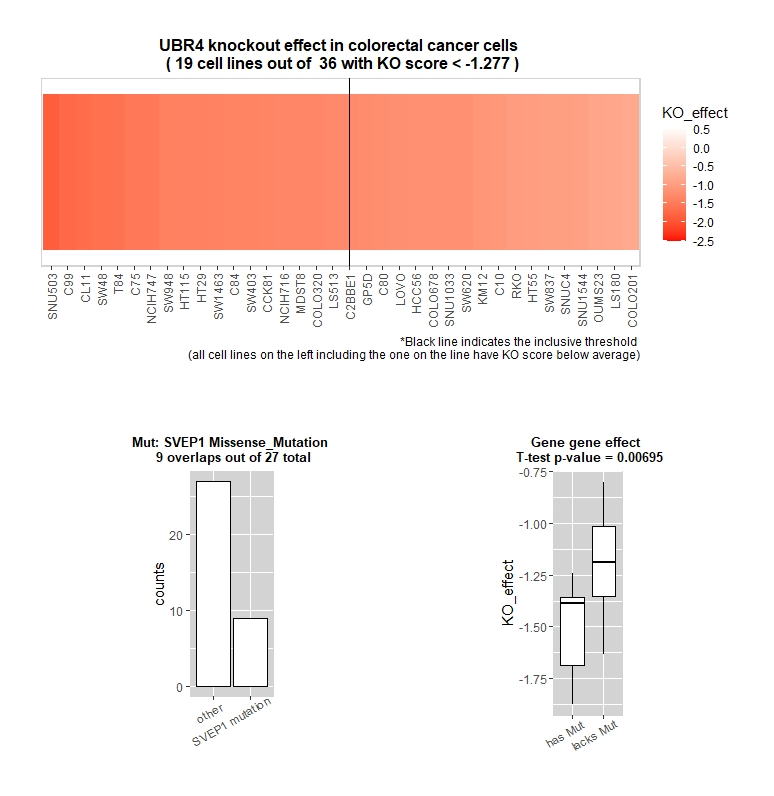 UBR4 knockout effect in colorectal cancer cells
( 19 cell lines out of 36 with KO score < -1.277 )
KO_effect
0.5
0.0
-0.5
-1.0
-1.5
-2.0
-2.5
SNU503
C99
CL11
SW48
T84
C75
NCIH747
SW948
HT115
HT29
SW1463
C84
SW403
CCK81
NCIH716
MDST8
COLO320
LS513
C2BBE1
GP5D
C80
LOVO
HCC56
COLO678
SNU1033
SW620
KM12
C10
RKO
HT55
SW837
SNUC4
SNU1544
OUMS23
LS180
COLO201
*Black line indicates the inclusive threshold
(all cell lines on the left including the one on the line have KO score below average)
Mut: SVEP1 Missense_Mutation
9 overlaps out of 27 total
counts
20
10
0
other
SVEP1 mutation
Gene gene effect
T-test p-value = 0.00695
KO_effect
-0.75
-1.00
-1.25
-1.50
-1.75
has Mut
lacks Mut